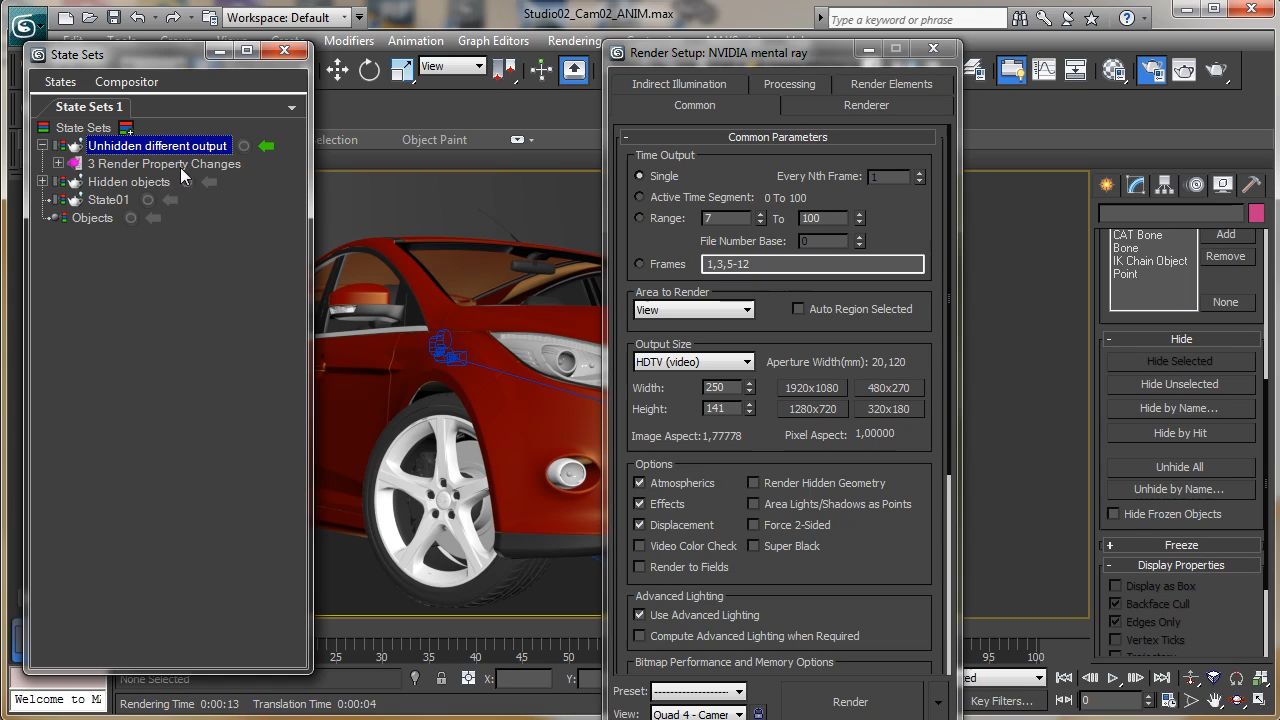 Workspace: Default
Studio02_Cam02_ANIM.max
Type a keyword or phrase
Modifiers
Animation
Graph Editors
Rendering
View
Object Paint
State Sets
States
Compositor
State Sets 1
State Sets
Unhidden different output
3 Render Property Changes
Hidden objects
State01
Objects
Render Setup: NVIDIA mental ray
Indirect Illumination
Processing
Render Elements
Common
Renderer
Common Parameters
Time Output
Single
Every Nth Frame:
1
Active Time Segment:
0 To 100
Range:
7
To
100
File Number Base:
0
Frames
1,3,5-12
Area to Render
View
Auto Region Selected
Output Size
HDTV (video)
Aperture Width(mm): 20,120
Width:
250
1920x1080
480x270
Height:
141
1280x720
320x180
Image Aspect:1,77778
Pixel Aspect:
1,00000
Options
Atmospherics
Render Hidden Geometry
Effects
Area Lights/Shadows as Points
Displacement
Force 2-Sided
Video Color Check
Super Black
Render to Fields
Advanced Lighting
Use Advanced Lighting
Compute Advanced Lighting when Required
Bitmap Performance and Memory Options
Preset:
View:
Quad 4 - Camer
Render
CAT Bone
Bone
IK Chain Object
Point
Add
Remove
None
Hide
Hide Selected
Hide Unselected
Hide by Name...
Hide by Hit
Unhide All
Unhide by Name...
Hide Frozen Objects
Freeze
Display Properties
Display as Box
Backface Cull
Edges Only
Vertex Ticks
25
30
35
40
45
50
95
100
None Selected
X:
Y:
Welcome to M
Rendering Time 0:00:13
Translation Time 0:00:04
Key Filters...
0